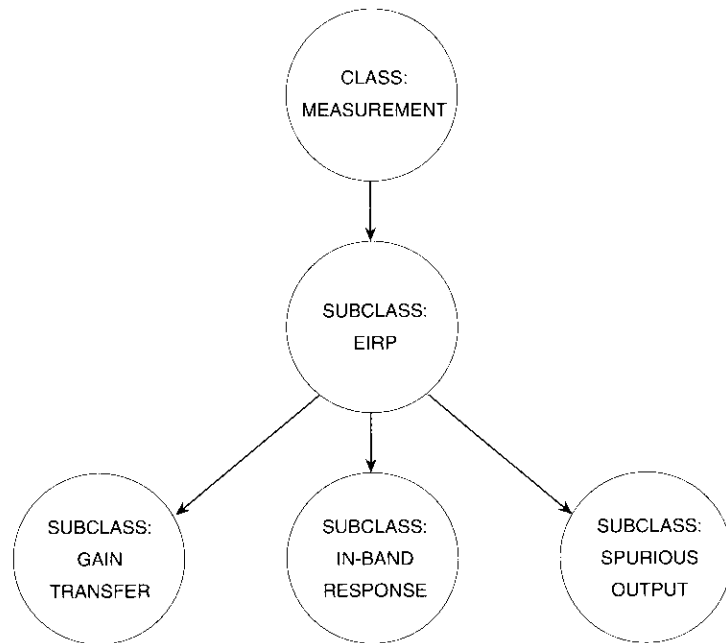 CLASS:
MEASUREMENT
SUBCLASS:
EIRP
SUBCLASS:
GAIN
TRANSFER
SUBCLASS:
IN-BAND
RESPONSE
SUBCLASS:
SPURIOUS
OUTPUT